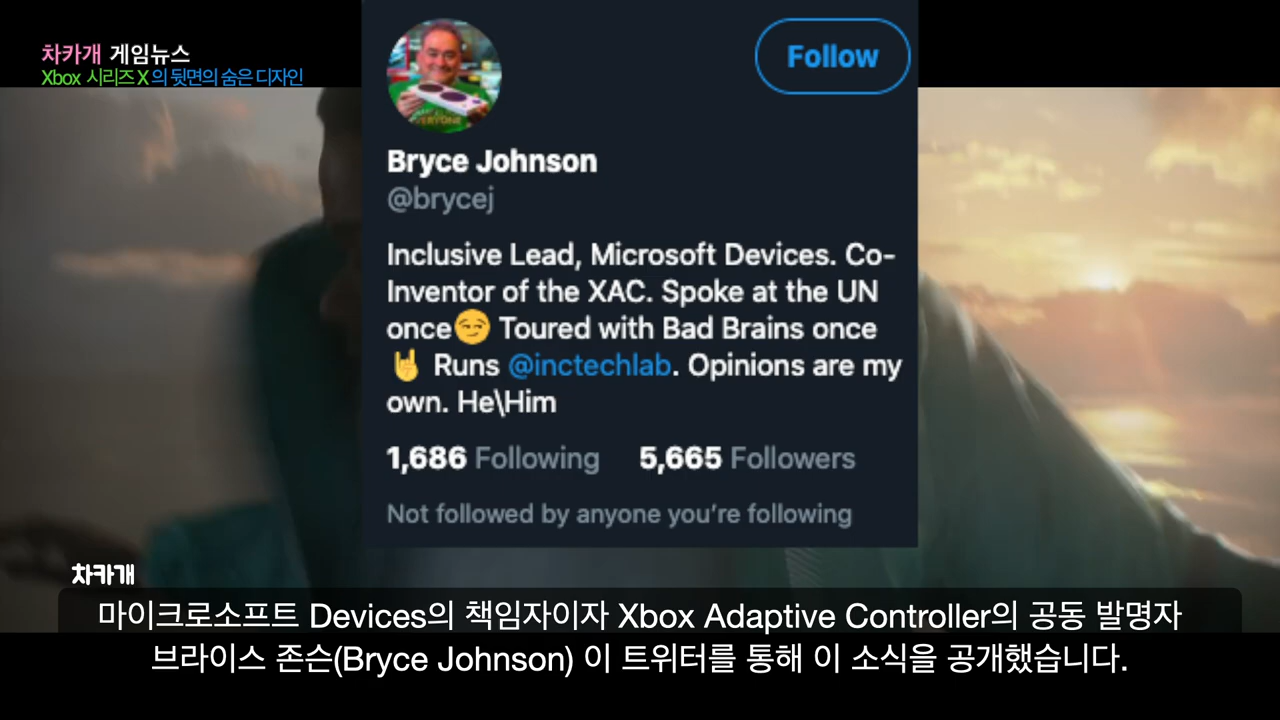 차카개 게임뉴스
Xbox 시리즈 X의 뒷면의 숨은 디자인
Follow
EVERYONE
Bryce Johnson
@brycej
Inclusive Lead, Microsoft Devices. Co-
Inventor of the XAC. Spoke at the UN
once😏 Toured with Bad Brains once
🤘 Runs @inctechlab. Opinions are my
own. He\Him
1,686 Following 5,665 Followers
Not followed by anyone you’re following
차카개
마이크로소프트 Devices의 책임자이자 Xbox Adaptive Controller의 공동 발명자
브라이스 존슨(Bryce Johnson) 이 트위터를 통해 이 소식을 공개했습니다.